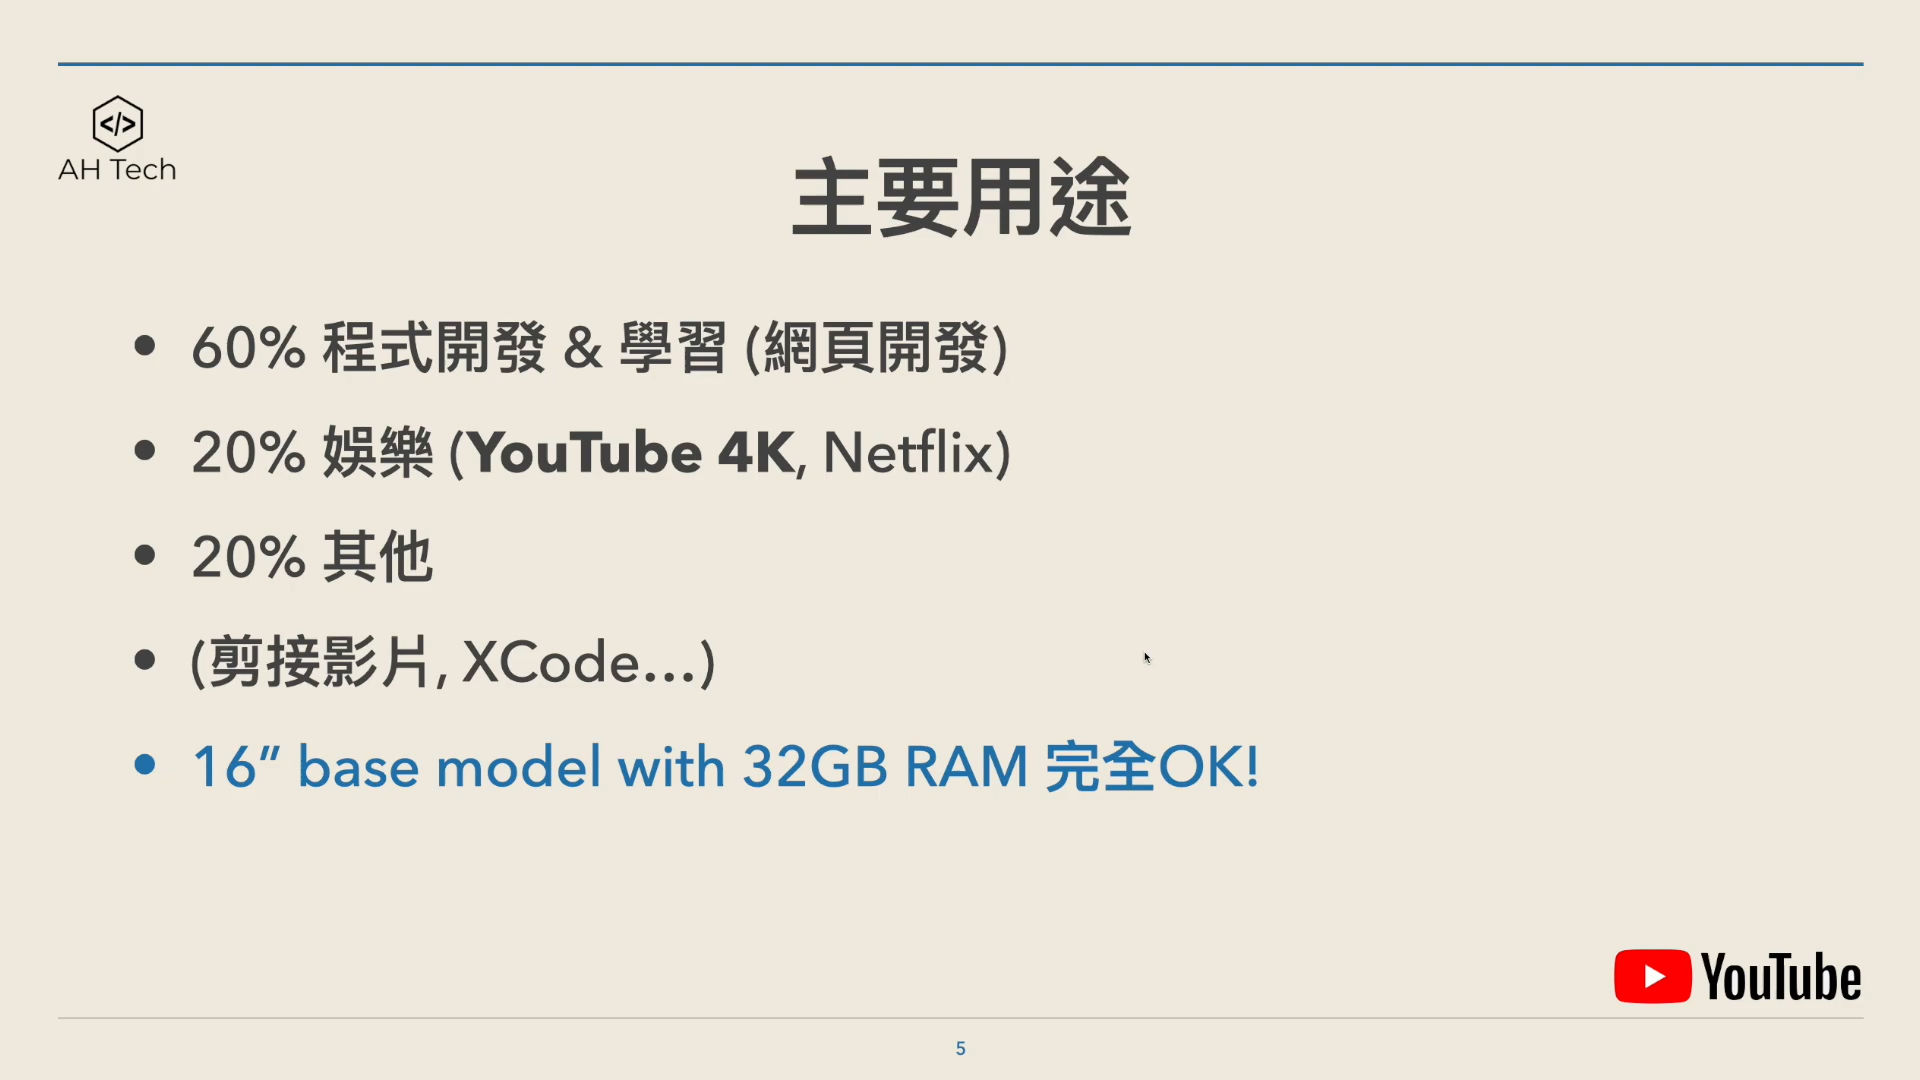 </>
AH Tech
主要用途
• 60% 程式開發 & 學習 (網頁開發)
• 20% 娛樂 (YouTube 4K, Netflix)
• 20% 其他
• (剪接影片, XCode…)
• 16” base model with 32GB RAM 完全OK!
YouTube
5